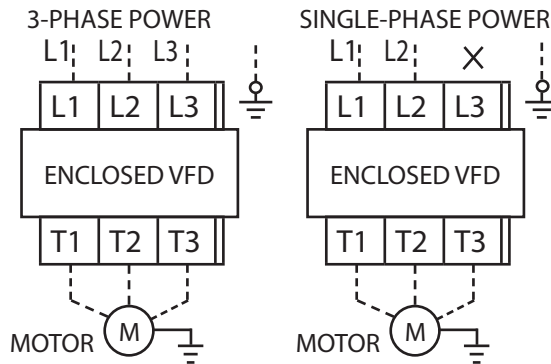 3-PHASE POWER
L1 L2 L3
L1 L2 L3
ENCLOSED VFD
T1 T2 T3
MOTOR M
SINGLE-PHASE POWER
L1 L2 X
L1 L2 L3
ENCLOSED VFD
T1 T2 T3
MOTOR M